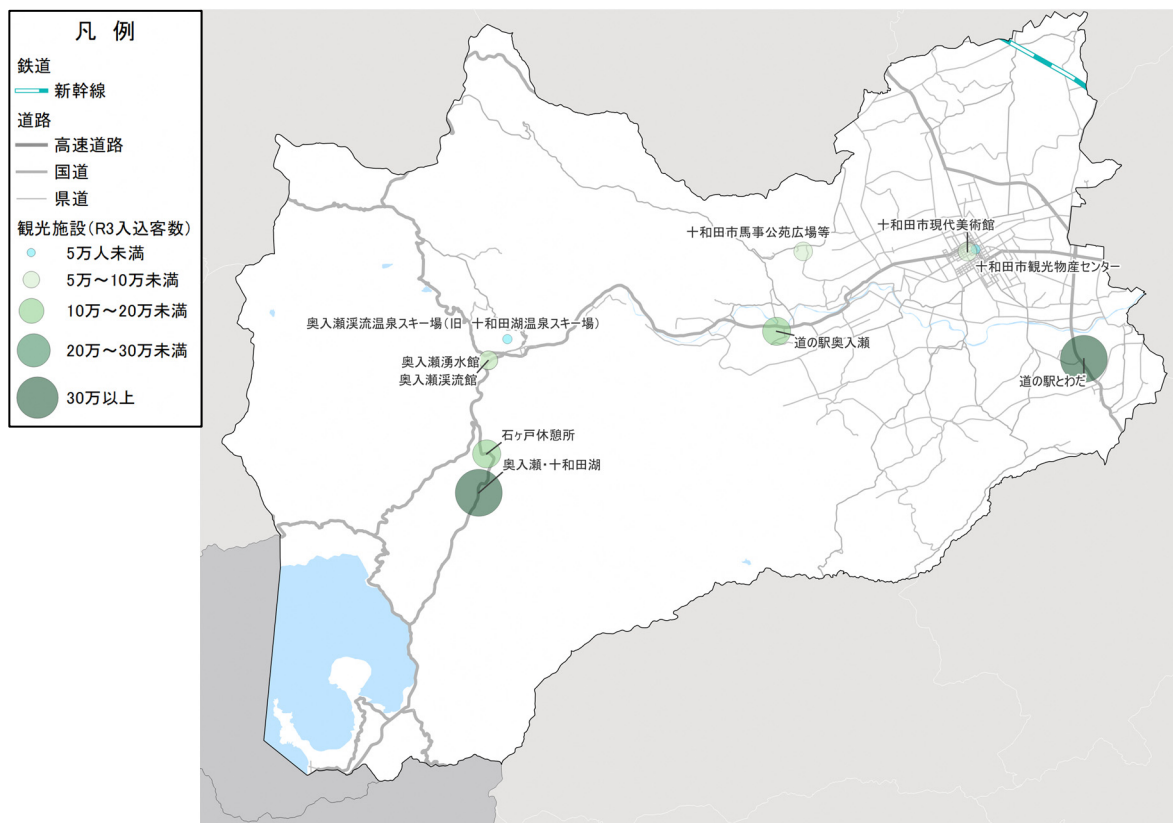 凡 例
鉄道
新幹線
道路
高速道路
国道
県道
観光施設(R3入込客数)
5万人未満
5万～10万未満
10万～20万未満
20万～30万未満
30万以上
十和田市現代美術館
十和田市馬事公苑広場等
十和田市観光物産センター
奥入瀬渓流温泉スキー場(旧・十和田湖温泉スキー場)
道の駅奥入瀬
奥入瀬湧水館
奥入瀬渓流館
道の駅とわだ
石ヶ戸休憩所
奥入瀬・十和田湖